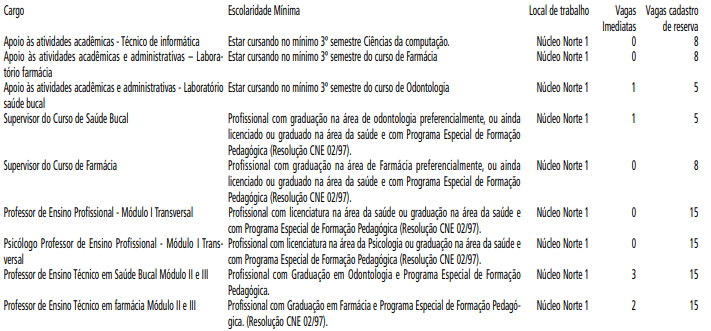 Cargo Escolaridade Mínima Local de trabalho Vagas Vagas cadastro
Imediatas de reserva
Apoio às atividades acadêmicas - Técnico de informática Estar cursando no mínimo 3º semestre Ciências da computação. Núcleo Norte 1 0 8
Apoio às atividades acadêmicas e administrativas – Labora- Estar cursando no mínimo 3º semestre do curso de Farmácia Núcleo Norte 1 0 8
tório farmácia
Apoio às atividades acadêmicas e administrativas - Laboratório Estar cursando no mínimo 3º semestre do curso de Odontologia Núcleo Norte 1 1 5
saúde bucal
Supervisor do Curso de Saúde Bucal Profissional com graduação na área de odontologia preferencialmente, ou ainda Núcleo Norte 1 1 5
licenciado ou graduado na área da saúde e com Programa Especial de Formação
Pedagógica (Resolução CNE 02/97).
Supervisor do Curso de Farmácia Profissional com graduação na área de Farmácia preferencialmente, ou ainda Núcleo Norte 1 0 8
licenciado ou graduado na área da saúde e com Programa Especial de Formação
Pedagógica (Resolução CNE 02/97).
Professor de Ensino Profissional - Módulo I Transversal Profissional com licenciatura na área da saúde ou graduação na área da saúde e Núcleo Norte 1 0 15
com Programa Especial de Formação Pedagógica (Resolução CNE 02/97).
Psicólogo Professor de Ensino Profissional - Módulo I Trans- Profissional com licenciatura na área da Psicologia ou graduação na área da saúde e Núcleo Norte 1 0 15
versal com Programa Especial de Formação Pedagógica (Resolução CNE 02/97).
Professor de Ensino Técnico em Saúde Bucal Módulo II e III Profissional com Graduação em Odontologia e Programa Especial de Formação Núcleo Norte 1 3 15
Pedagógica.
Professor de Ensino Técnico em farmácia Módulo II e III Profissional com Graduação em Farmácia e Programa Especial de Formação Pedagó- Núcleo Norte 1 2 15
gica. (Resolução CNE 02/97).